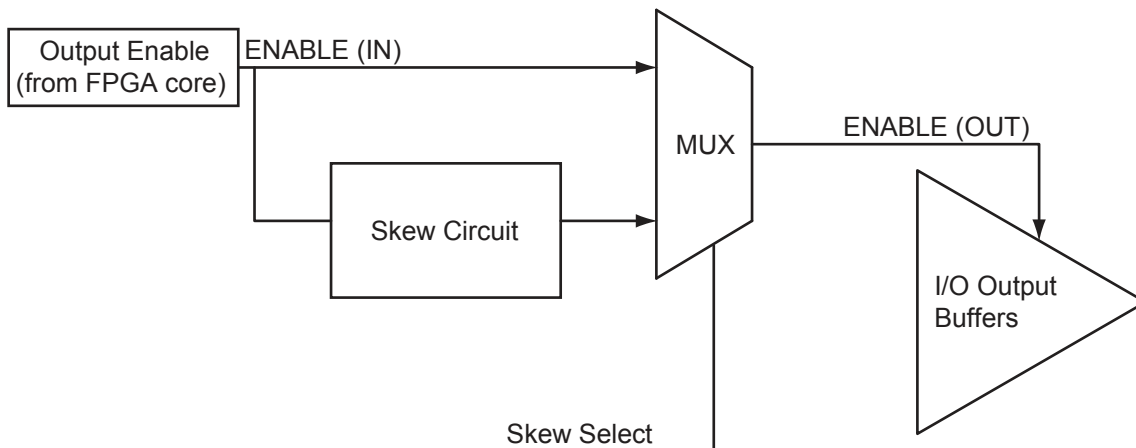 Output Enable
(from FPGA core)
ENABLE (IN)
MUX
ENABLE (OUT)
Skew Circuit
I/O Output
Buffers
Skew Select